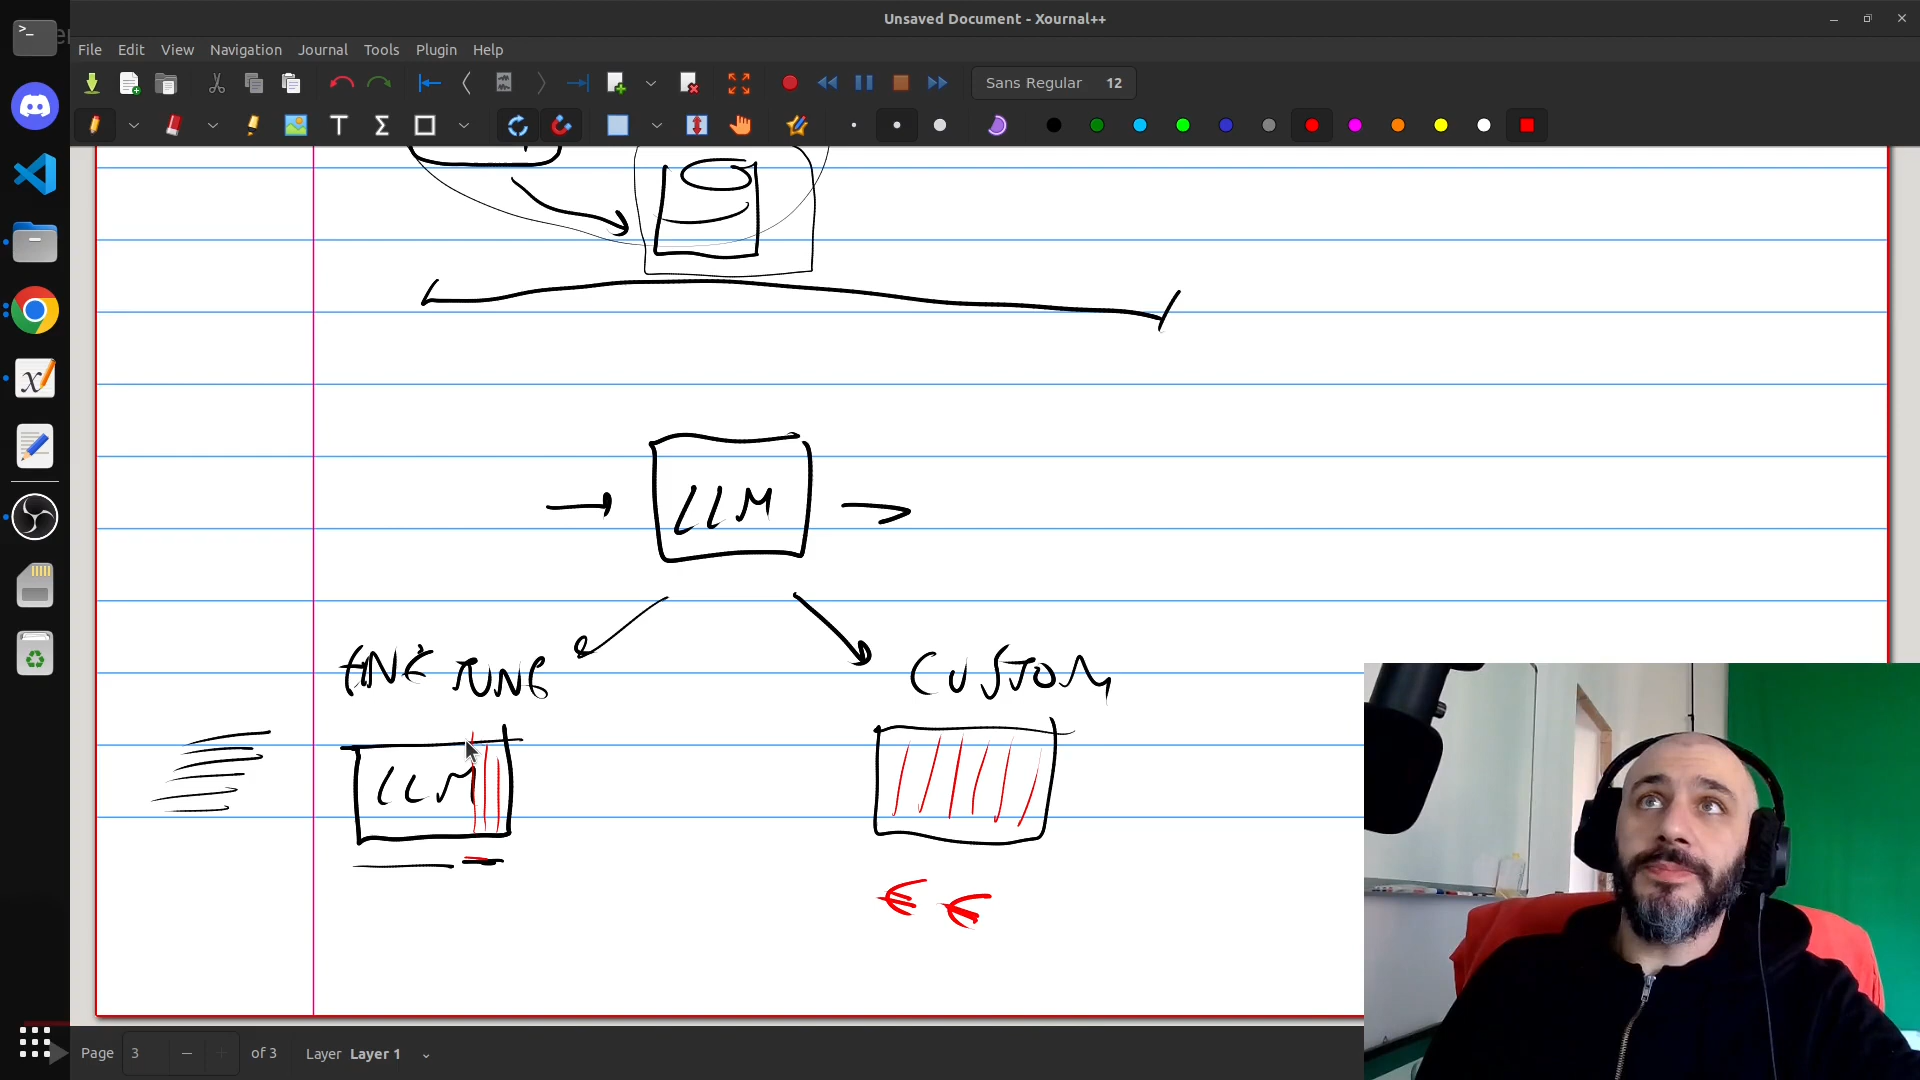 Unsaved Document - Xournal++
File Edit View Navigation Journal Tools Plugin Help
Sans Regular 12
LLM
FINE TUNE CUSTOM
LLM
€ €
Page 3 of 3 Layer Layer 1